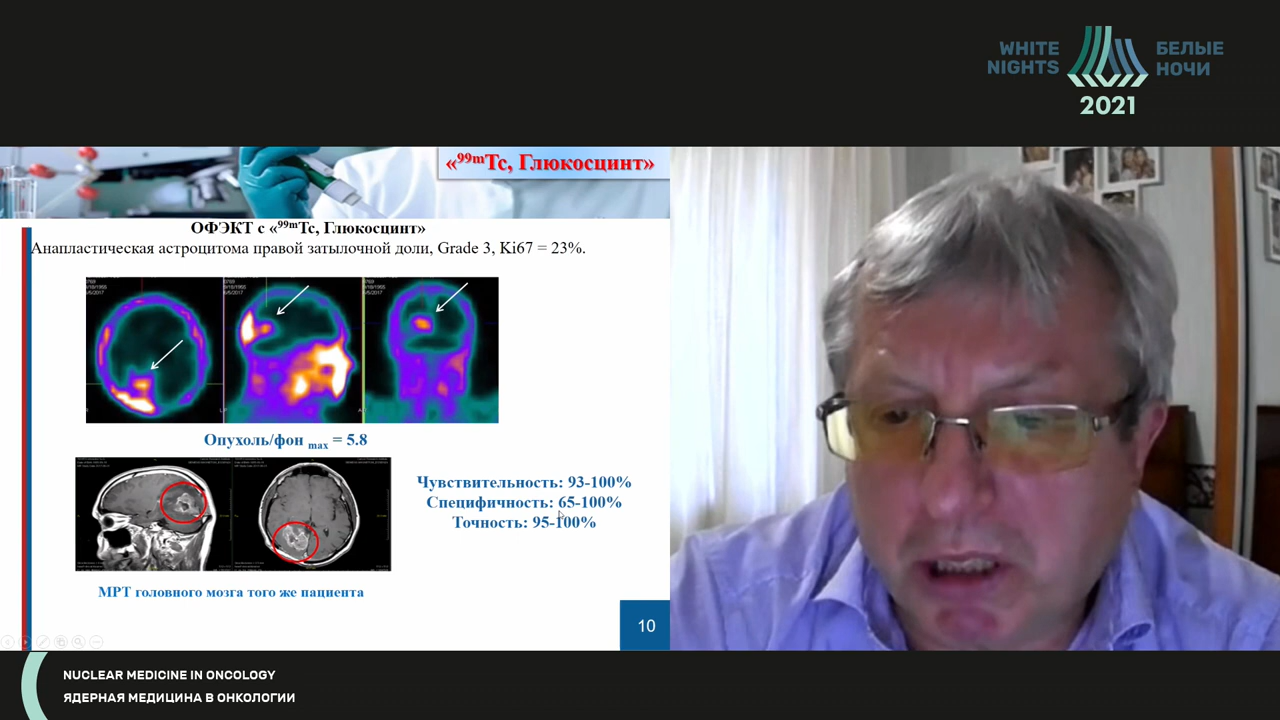 WHITE NIGHTS
БЕЛЫЕ НОЧИ
2021
«99mТс, Глюкосцинт»
ОФЭКТ с «99mТс, Глюкосцинт»
Анапластическая астроцитома правой затылочной доли, Grade 3, Ki67 = 23%.
Опухоль/фон max = 5.8
Чувствительность: 93-100%
Специфичность: 65-100%
Точность: 95-100%
МРТ головного мозга того же пациента
10
NUCLEAR MEDICINE IN ONCOLOGY
ЯДЕРНАЯ МЕДИЦИНА В ОНКОЛОГИИ